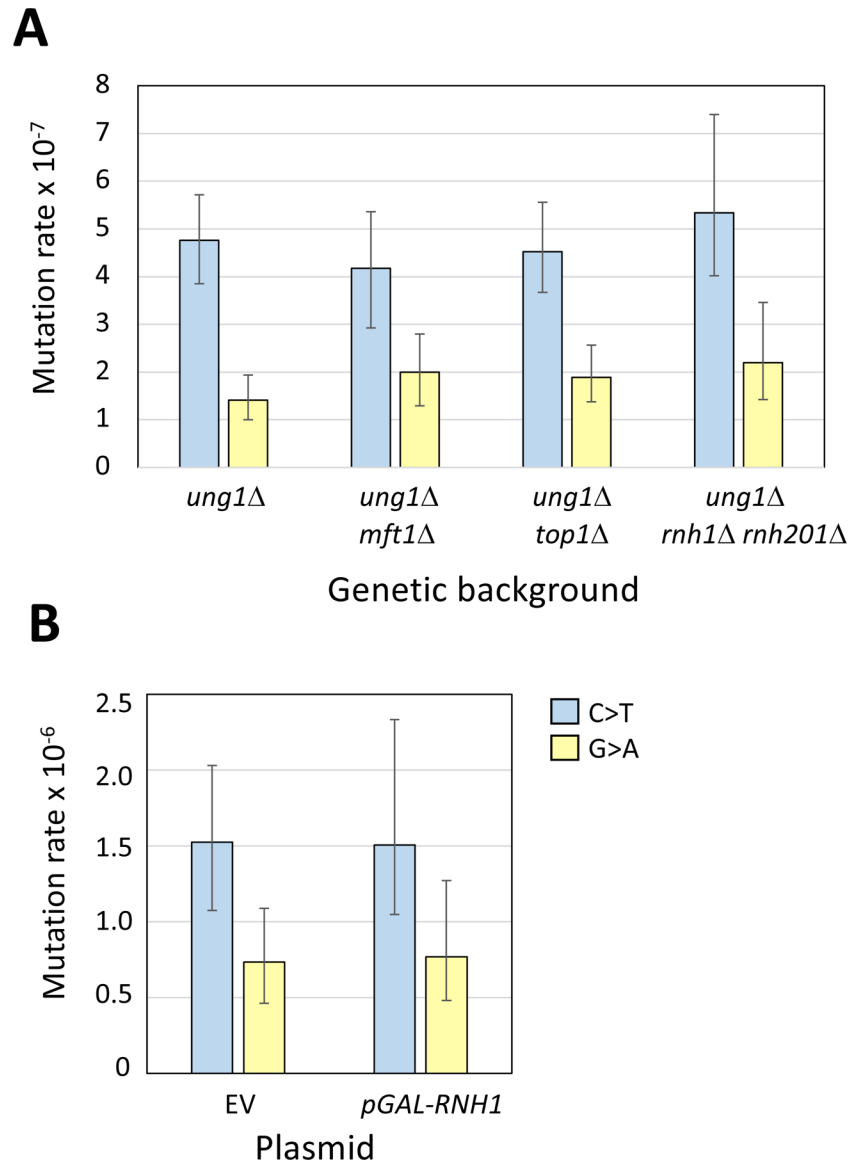 A
Mutation rate x 10-7
8
7
6
5
4
3
2
1
0
ung1Δ
ung1Δ
mft1Δ
ung1Δ
top1Δ
ung1Δ
rnh1Δ rnh201Δ
Genetic background
B
Mutation rate x 10-6
2.5
2.0
1.5
1.0
0.5
0
C>T
G>A
EV
pGAL-RNH1
Plasmid